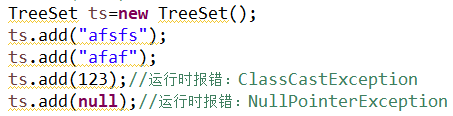 TreeSet ts=new TreeSet();
ts.add("afsfs");
ts.add("afaf");
ts.add(123);//运行时报错：ClassCastException
ts.add(null);//运行时报错：NullPointerException